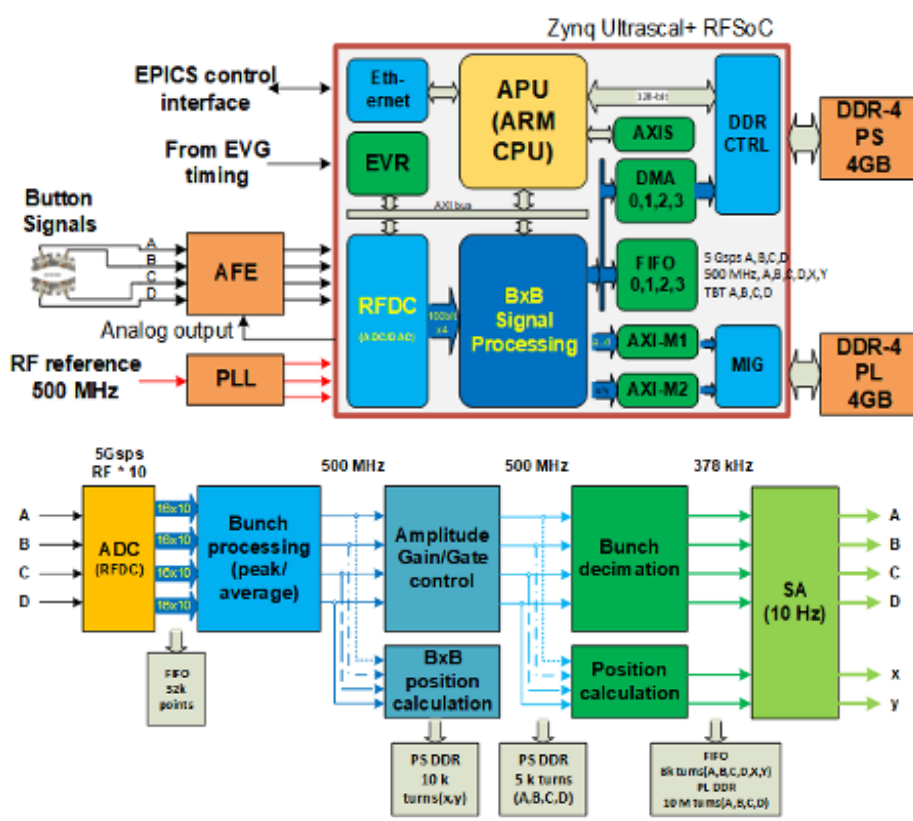 Zynq Ultrascal+ RFSoC
EPICS control
interface
Eth-
ernet
APU
(ARM
CPU)
128-bit
DDR
CTRL
DDR-4
PS
4GB
AXIS
From EVG
timing
EVR
DMA
0,1,2,3
AXI bus
Button
Signals
A
B
C
D
AFE
Analog output
RFDC
(ADC/DAC)
BxB
Signal
Processing
FIFO
0,1,2,3
5 Gsps A,B,C,D
500 MHz, A,B,C,D,X,Y
TBT A,B,C,D
AXI-M1
AXI-M2
MIG
DDR-4
PL
4GB
RF reference
500 MHz
PLL
5Gsps
RF * 10
500 MHz
500 MHz
378 kHz
A
B
C
D
ADC
(RFDC)
16x10
16x10
16x10
16x10
Bunch
processing
(peak/
average)
Amplitude
Gain/Gate
control
Bunch
decimation
SA
(10 Hz)
A
B
C
D
x
y
BxB
position
calculation
Position
calculation
FIFO
points
PS DDR
10 k
turns(x,y)
PS DDR
5 k turns
(A,B,C,D)
FIFO
8k turns(A,B,C,D,X,Y)
PL DDR
10 M turns(A,B,C,D)